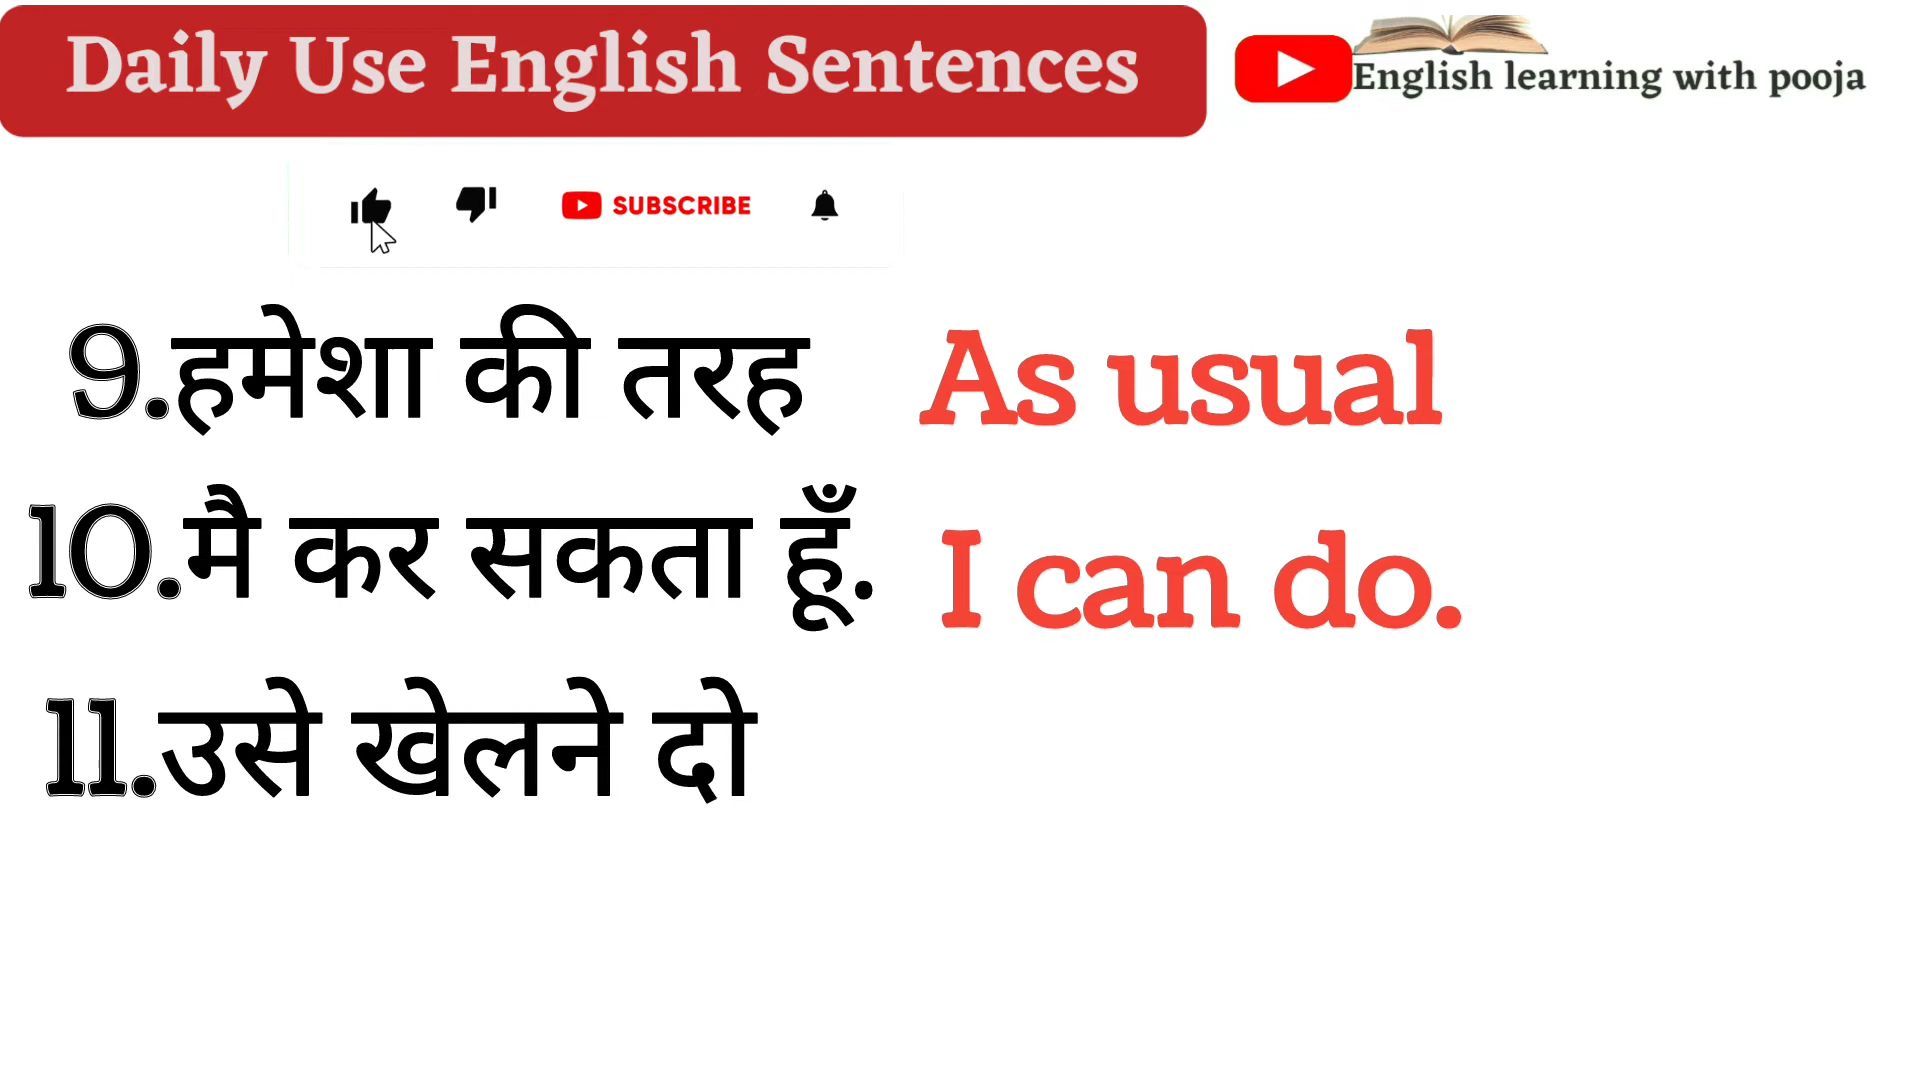 Daily Use English Sentences
English learning with pooja
SUBSCRIBE
9.हमेशा की तरह As usual
10.मै कर सकता हूँ. I can do.
11.उसे खेलने दो